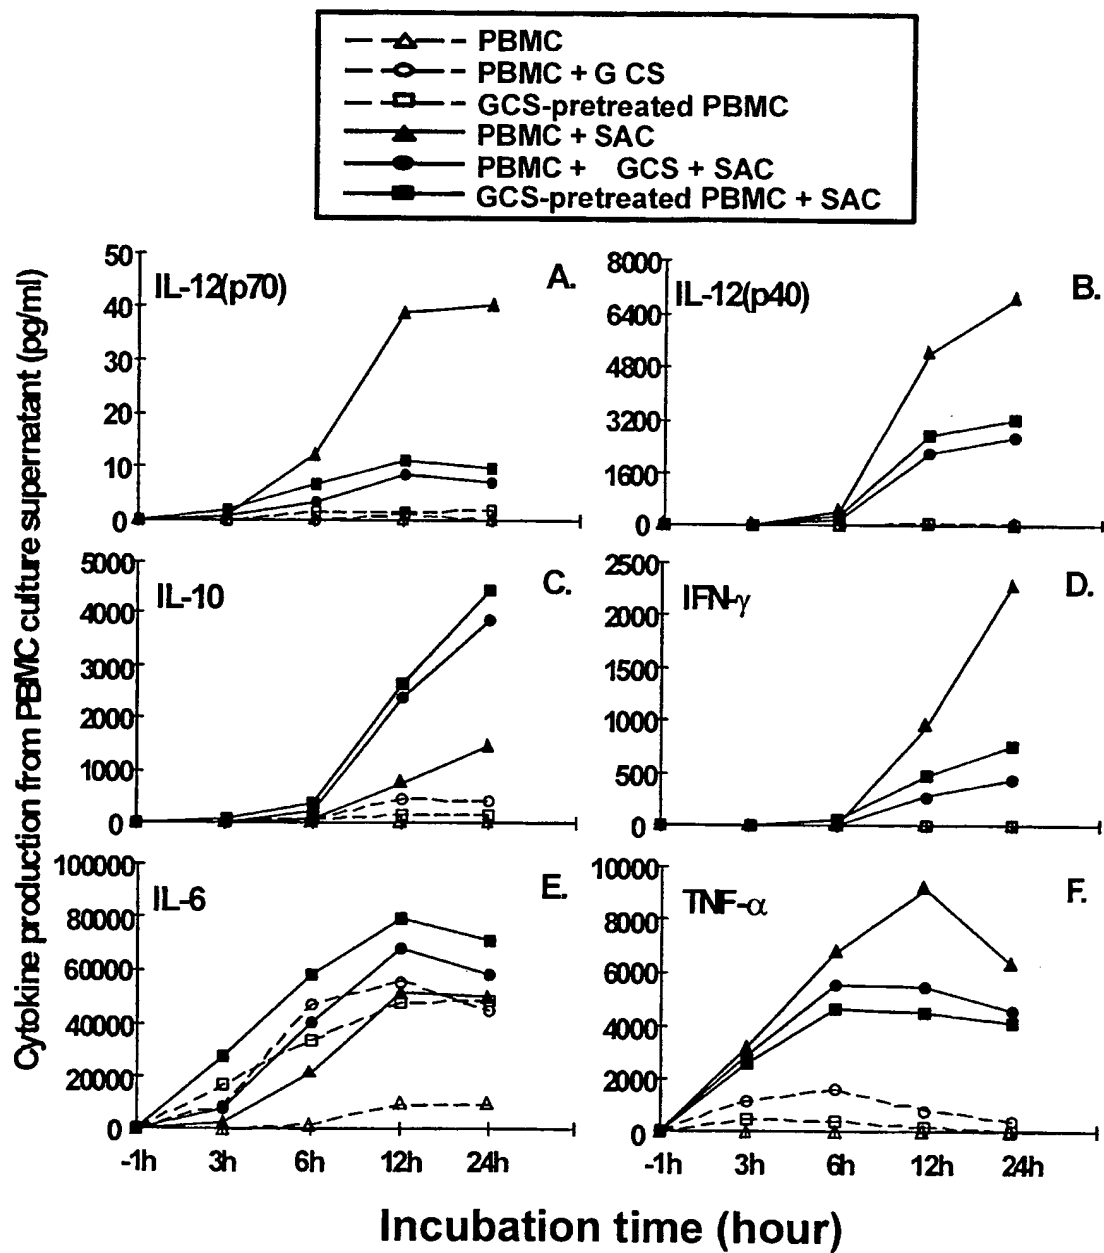 PBMC
PBMC + G CS
GCS-pretreated PBMC
PBMC + SAC
PBMC + GCS + SAC
GCS-pretreated PBMC + SAC
Cytokine production from PBMC culture supernatant (pg/ml)
IL-12(p70)
A.
50
40
30
20
10
0
IL-12(p40)
B.
8000
6400
4800
3200
1600
0
IL-10
C.
5000
4000
3000
2000
1000
0
IFN-γ
D.
2500
2000
1500
1000
500
0
IL-6
E.
100000
80000
60000
40000
20000
0
-1h 3h 6h 12h 24h
TNF-α
F.
10000
8000
6000
4000
2000
0
-1h 3h 6h 12h 24h
Incubation time (hour)